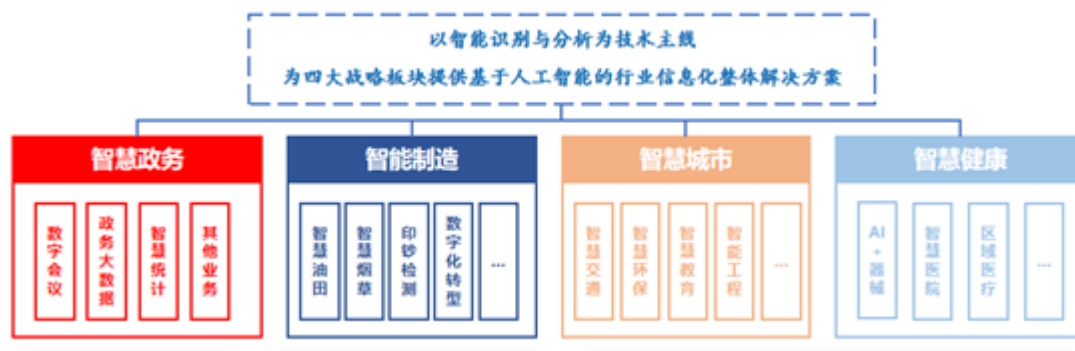 以智能识别与分析为技术主线
为四大战略板块提供基于人工智能的行业信息化整体解决方案
智慧政务
数字会议
政务大数据
智慧统计
其他业务
智能制造
智慧油田
智慧烟草
印钞检测
数字化转型
...
智慧城市
智慧交通
智慧环保
智慧教育
智能工程
...
智慧健康
AI+器械
智慧医院
区域医疗
...